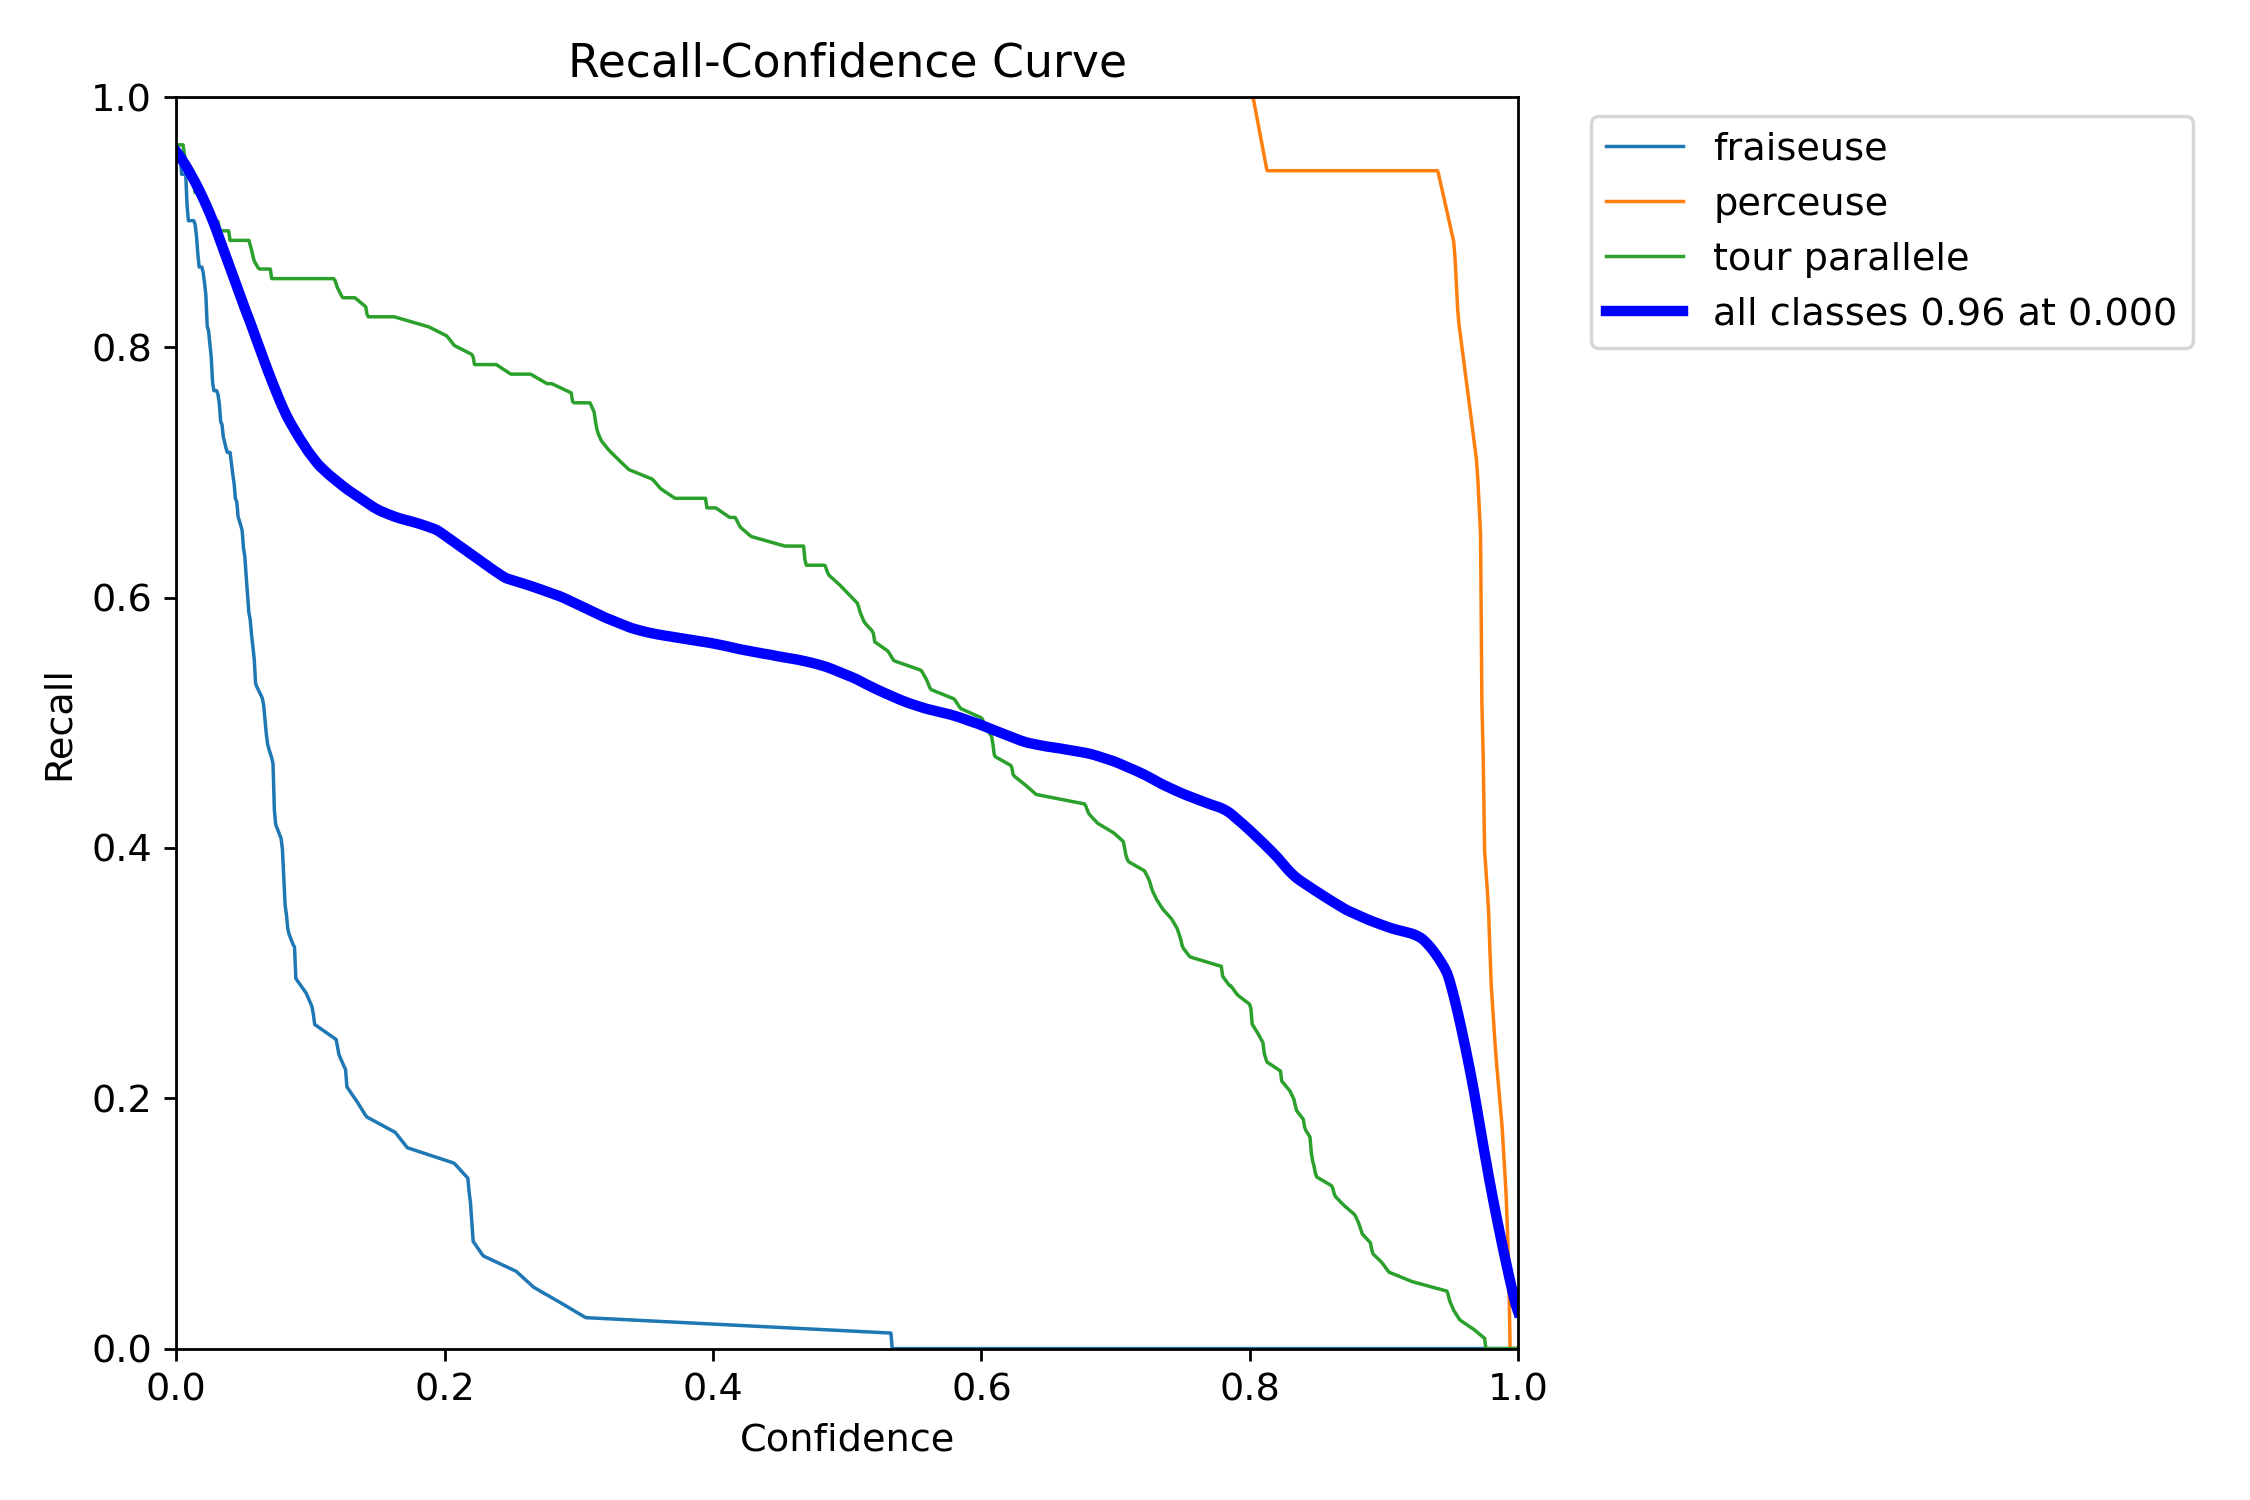 Recall-Confidence Curve
1.0
0.8
0.6
0.4
0.2
0.0
Recall
0.0 0.2 0.4 0.6 0.8 1.0
Confidence
fraiseuse
perceuse
tour parallele
all classes 0.96 at 0.000